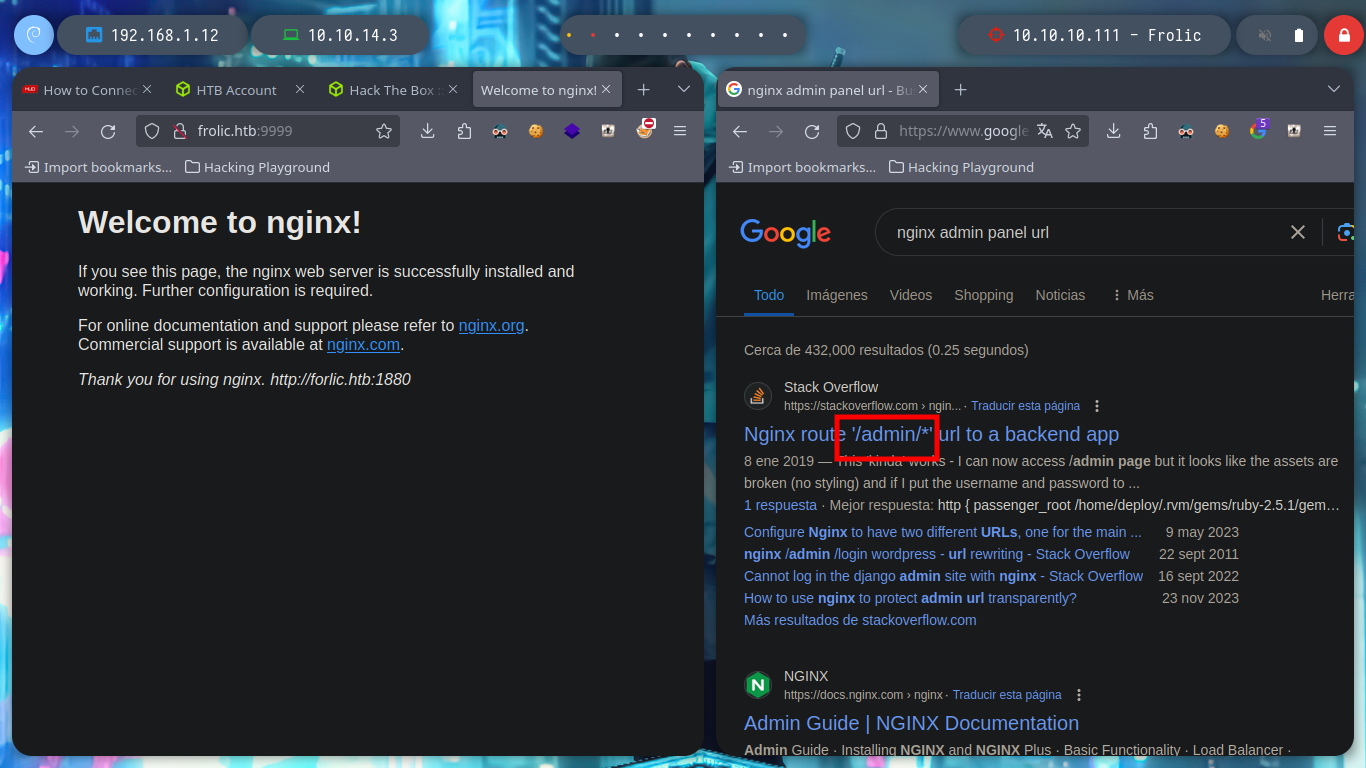 192.168.1.12
10.10.14.3
10.10.10.111 - Frolic
How to Connec
HTB Account
Hack The Box :
Welcome to nginx!
frolic.htb:9999
Import bookmarks...
Hacking Playground
Welcome to nginx!
If you see this page, the nginx web server is successfully installed and
working. Further configuration is required.
For online documentation and support please refer to nginx.org.
Commercial support is available at nginx.com.
Thank you for using nginx. http://forlic.htb:1880
nginx admin panel url - Bu
https://www.google
5
Import bookmarks...
Hacking Playground
Google
nginx admin panel url
Todo
Imágenes
Videos
Shopping
Noticias
Más
Herra
Cerca de 432,000 resultados (0.25 segundos)
Stack Overflow
https://stackoverflow.com › ngin... · Traducir esta página
Nginx route '/admin/*' url to a backend app
8 ene 2019 — This 'kinda' works - I can now access /admin page but it looks like the assets are
broken (no styling) and if I put the username and password to ...
1 respuesta · Mejor respuesta: http { passenger_root /home/deploy/.rvm/gems/ruby-2.5.1/gem…
Configure Nginx to have two different URLs, one for the main ... 9 may 2023
nginx /admin /login wordpress - url rewriting - Stack Overflow 22 sept 2011
Cannot log in the django admin site with nginx - Stack Overflow 16 sept 2022
How to use nginx to protect admin url transparently? 23 nov 2023
Más resultados de stackoverflow.com
NGINX
https://docs.nginx.com › nginx · Traducir esta página
Admin Guide | NGINX Documentation
Admin Guide · Installing NGINX and NGINX Plus · Basic Functionality · Load Balancer ·